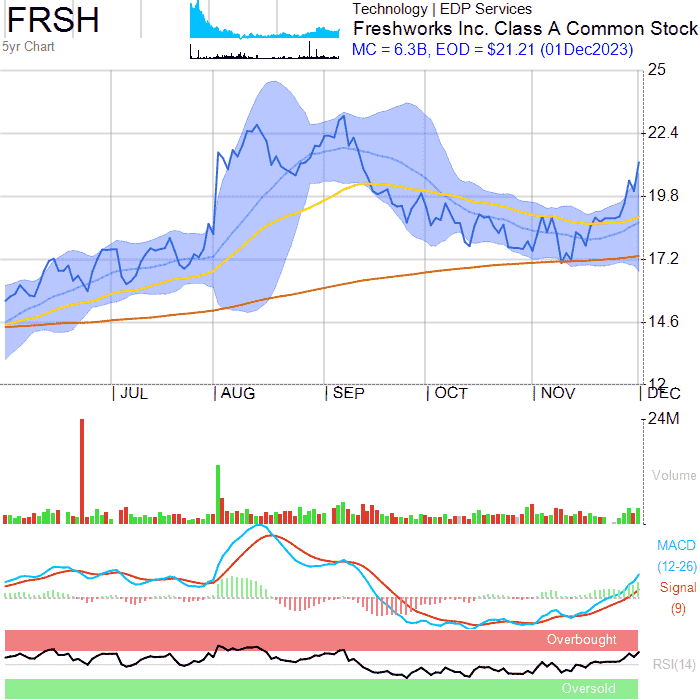 FRSH
5yr Chart
Technology | EDP Services
Freshworks Inc. Class A Common Stock
MC = 6.3B, EOD = $21.21 (01Dec2023)
25
22.4
19.8
17.2
14.6
12
JUL AUG SEP OCT NOV DEC
24M
Volume
MACD
(12-26)
Signal
(9)
Overbought
RSI(14)
Oversold